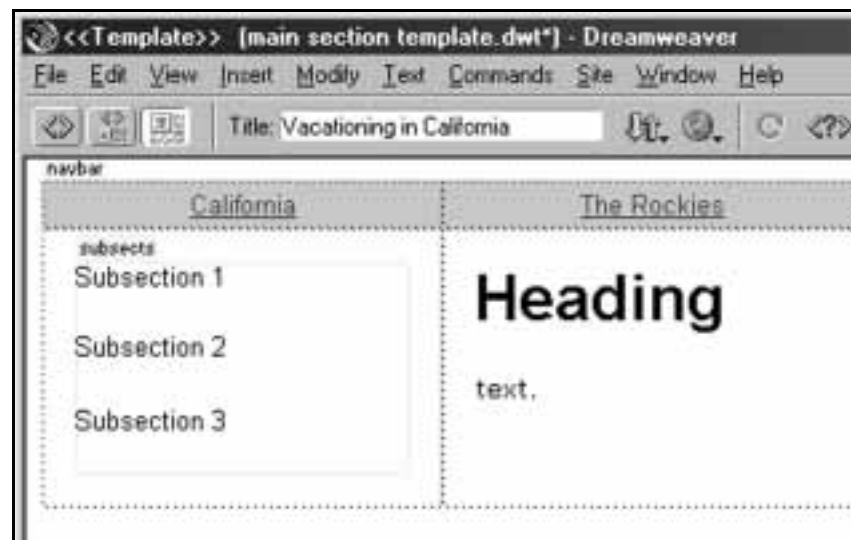 <<Template>> (main section template.dwt*) - Dreamweaver
File Edit View Insert Modify Text Commands Site Window Help
Title: Vacationing in California
<?>
navbar
California The Rockies
subsects
Subsection 1
Subsection 2
Subsection 3
Heading
text.